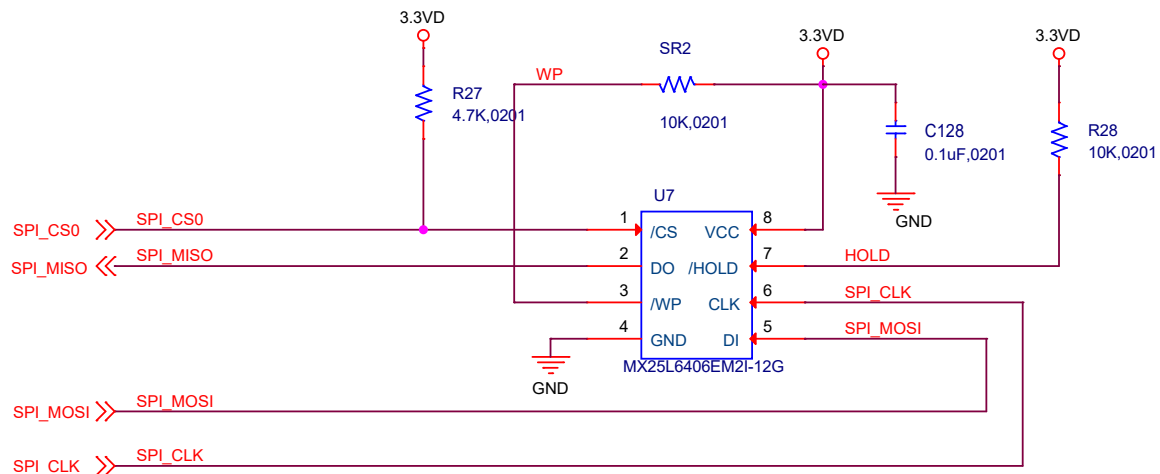 3.3VD
3.3VD
3.3VD
SR2
WP
R27
4.7K,0201
10K,0201
C128
0.1uF,0201
R28
10K,0201
GND
U7
SPI_CS0
SPI_CS0
1
/CS
VCC
8
SPI_MISO
SPI_MISO
2
DO
/HOLD
7
HOLD
3
/WP
CLK
6
SPI_CLK
4
GND
DI
5
SPI_MOSI
MX25L6406EM2I-12G
GND
SPI_MOSI
SPI_MOSI
SPI_CLK
SPI_CLK